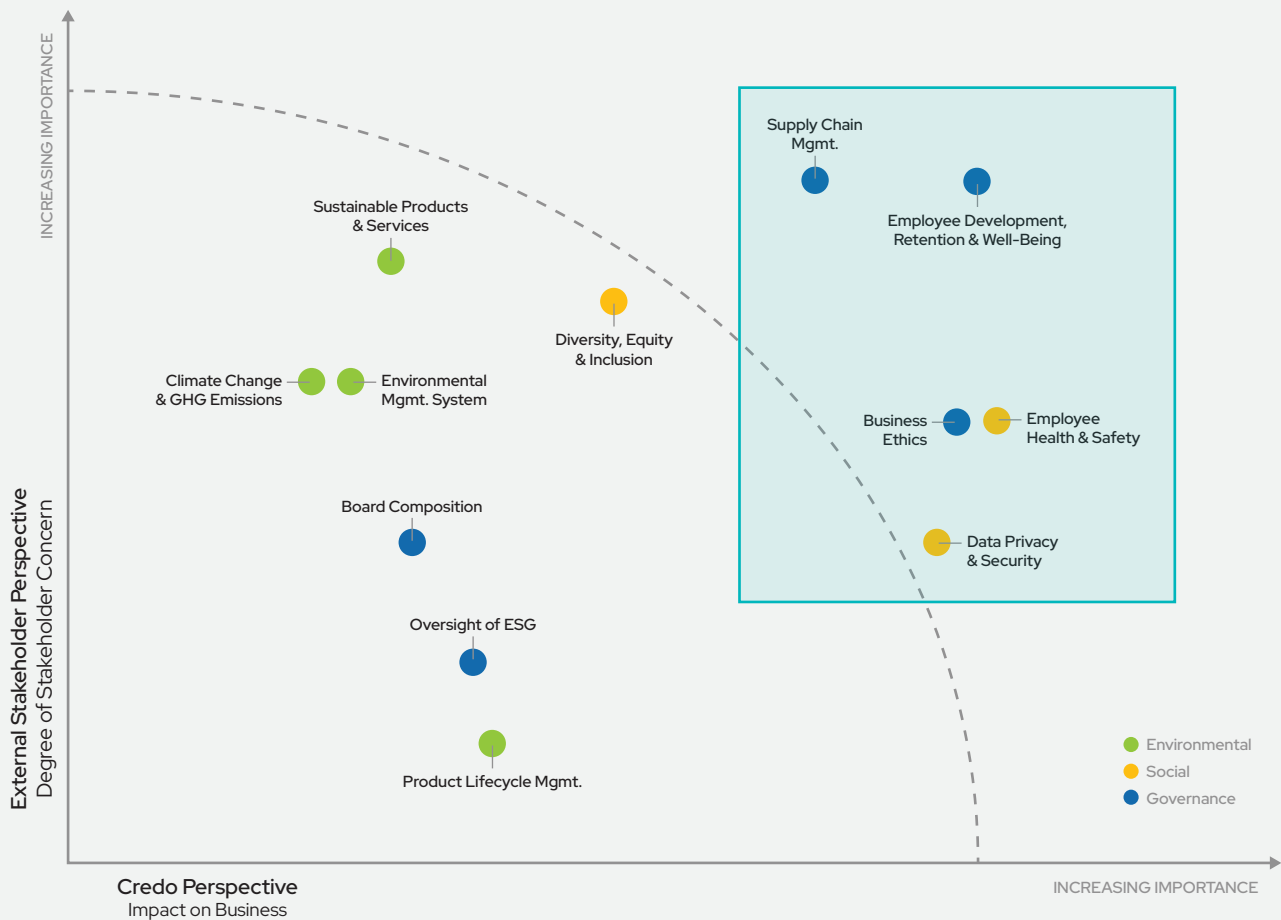 INCREASING IMPORTANCE
External Stakeholder Perspective
Degree of Stakeholder Concern
Supply Chain
Mgmt.
Employee Development,
Retention & Well-Being
Sustainable Products
& Services
Diversity, Equity
& Inclusion
Climate Change
& GHG Emissions
Environmental
Mgmt. System
Business
Ethics
Employee
Health & Safety
Board Composition
Data Privacy
& Security
Oversight of ESG
Product Lifecycle Mgmt.
Environmental
Social
Governance
Credo Perspective
Impact on Business
INCREASING IMPORTANCE